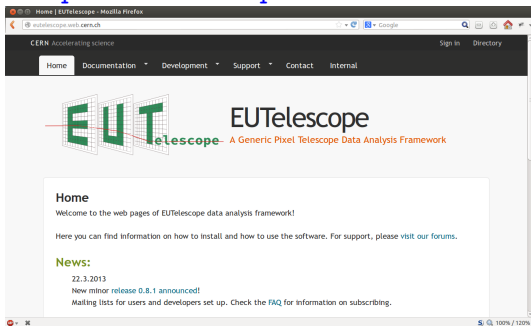 Home | EUTelescope - Mozilla Firefox
eutelescope.web.cern.ch
Google
CERN Accelerating science
Sign in Directory
Home Documentation Development Support Contact Internal
EUTelescope
EUTelescope
A Generic Pixel Telescope Data Analysis Framework
Home
Welcome to the web pages of EUTelescope data analysis framework!
Here you can find information on how to install and how to use the software. For support, please visit our forums.
News:
22.3.2013
New minor release 0.8.1 announced!
Mailing lists for users and developers set up. Check the FAQ for information on subscribing.
100% / 120%